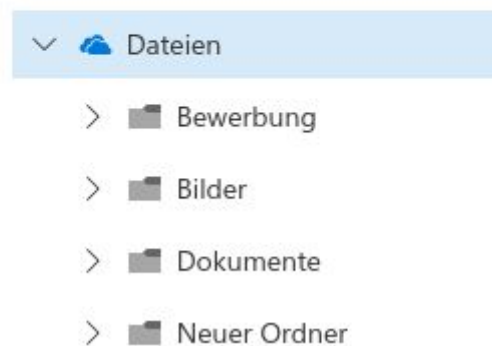 Dateien
Bewerbung
Bilder
Dokumente
Neuer Ordner